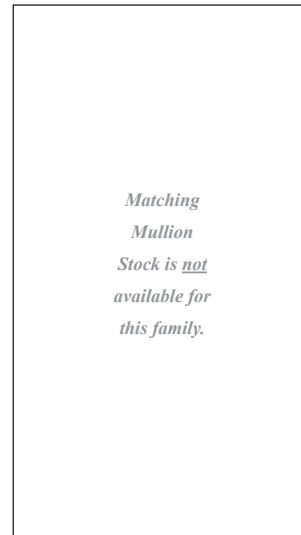 Matching
Mullion
Stock is not
available for
this family.